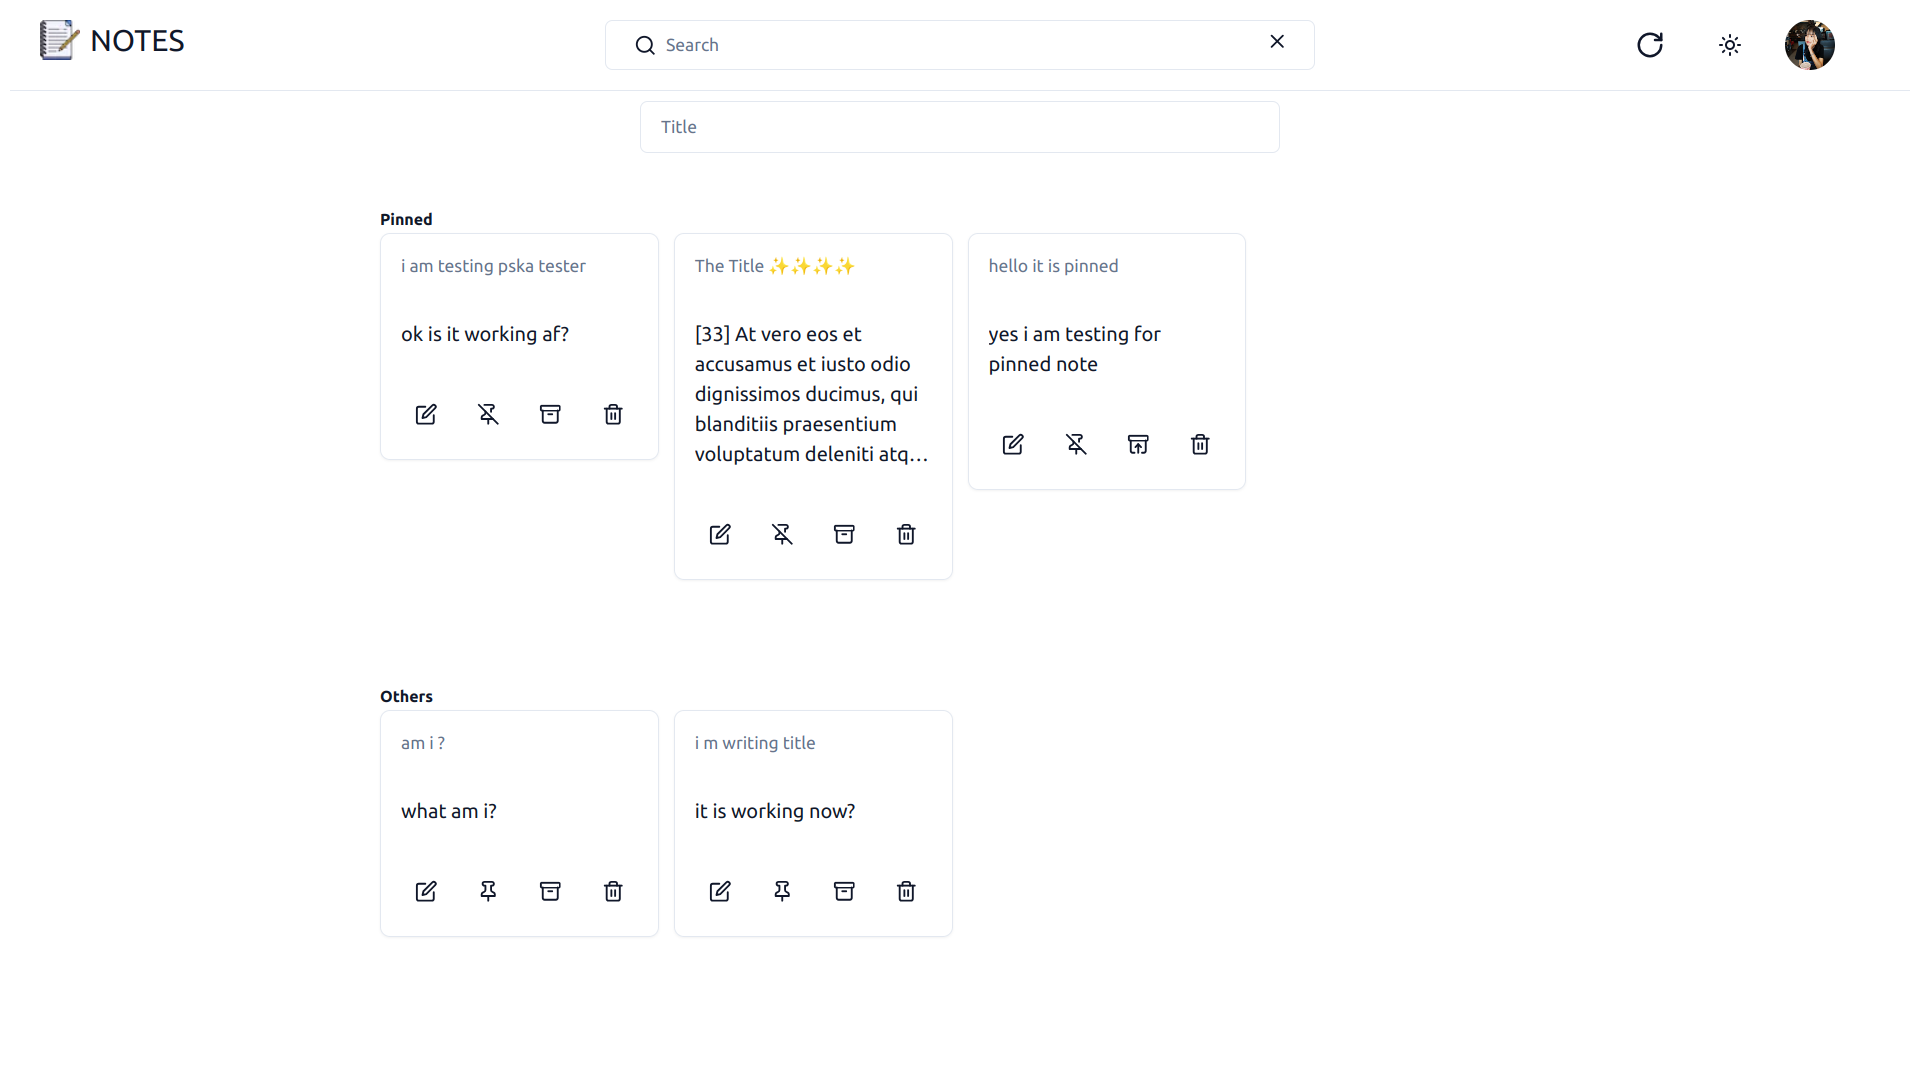 NOTES
Search
Title
Pinned
i am testing pska tester
ok is it working af?
The Title ✨✨✨✨
[33] At vero eos et
accusamus et iusto odio
dignissimos ducimus, qui
blanditiis praesentium
voluptatum deleniti atq...
hello it is pinned
yes i am testing for
pinned note
Others
am i ?
what am i?
i m writing title
it is working now?